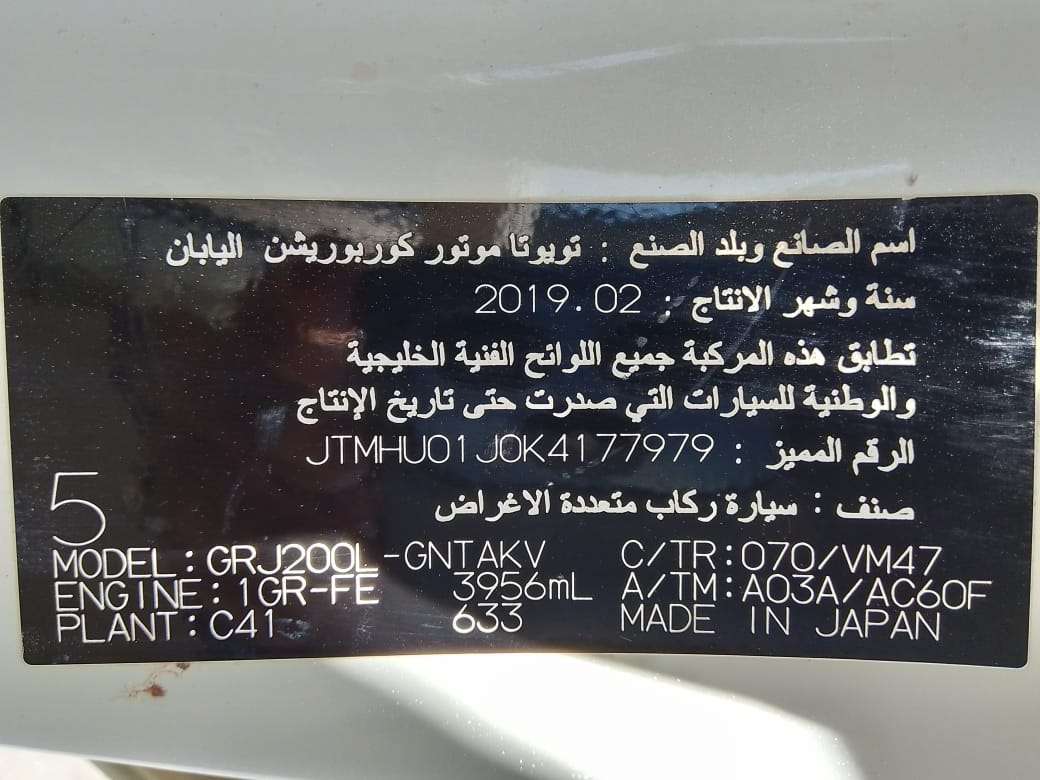 اسم الصانع وبلد الصنع : تويوتا موتور كوربوريشن اليابان
سنة وشهر الانتاج : 2019.02
تطابق هذه المركبة جميع اللوائح الفنية الخليجية
والوطنية للسيارات التي صدرت حتى تاريخ الإنتاج
الرقم المميز : JTMHU01J0K4177979
صنف : سيارة ركاب متعددة الاغراض
5
MODEL:GRJ200L-GNTAKV C/TR:070/VM47
ENGINE:1GR-FE 3956mL A/TM:A03A/AC60F
PLANT:C41 633 MADE IN JAPAN